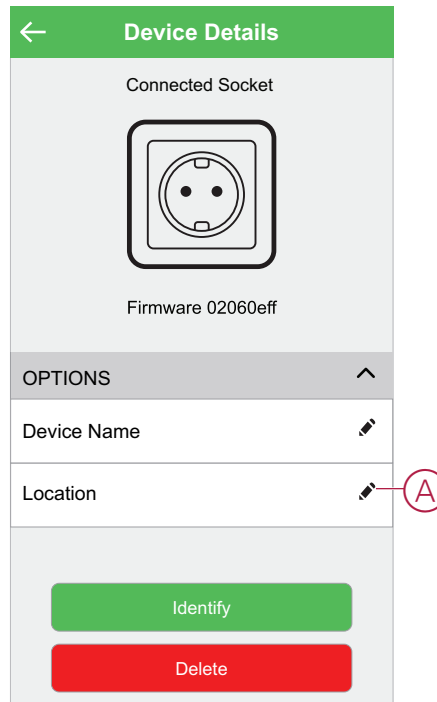 Device Details
Connected Socket
Firmware 02060eff
OPTIONS
Device Name
Location
A
Identify
Delete